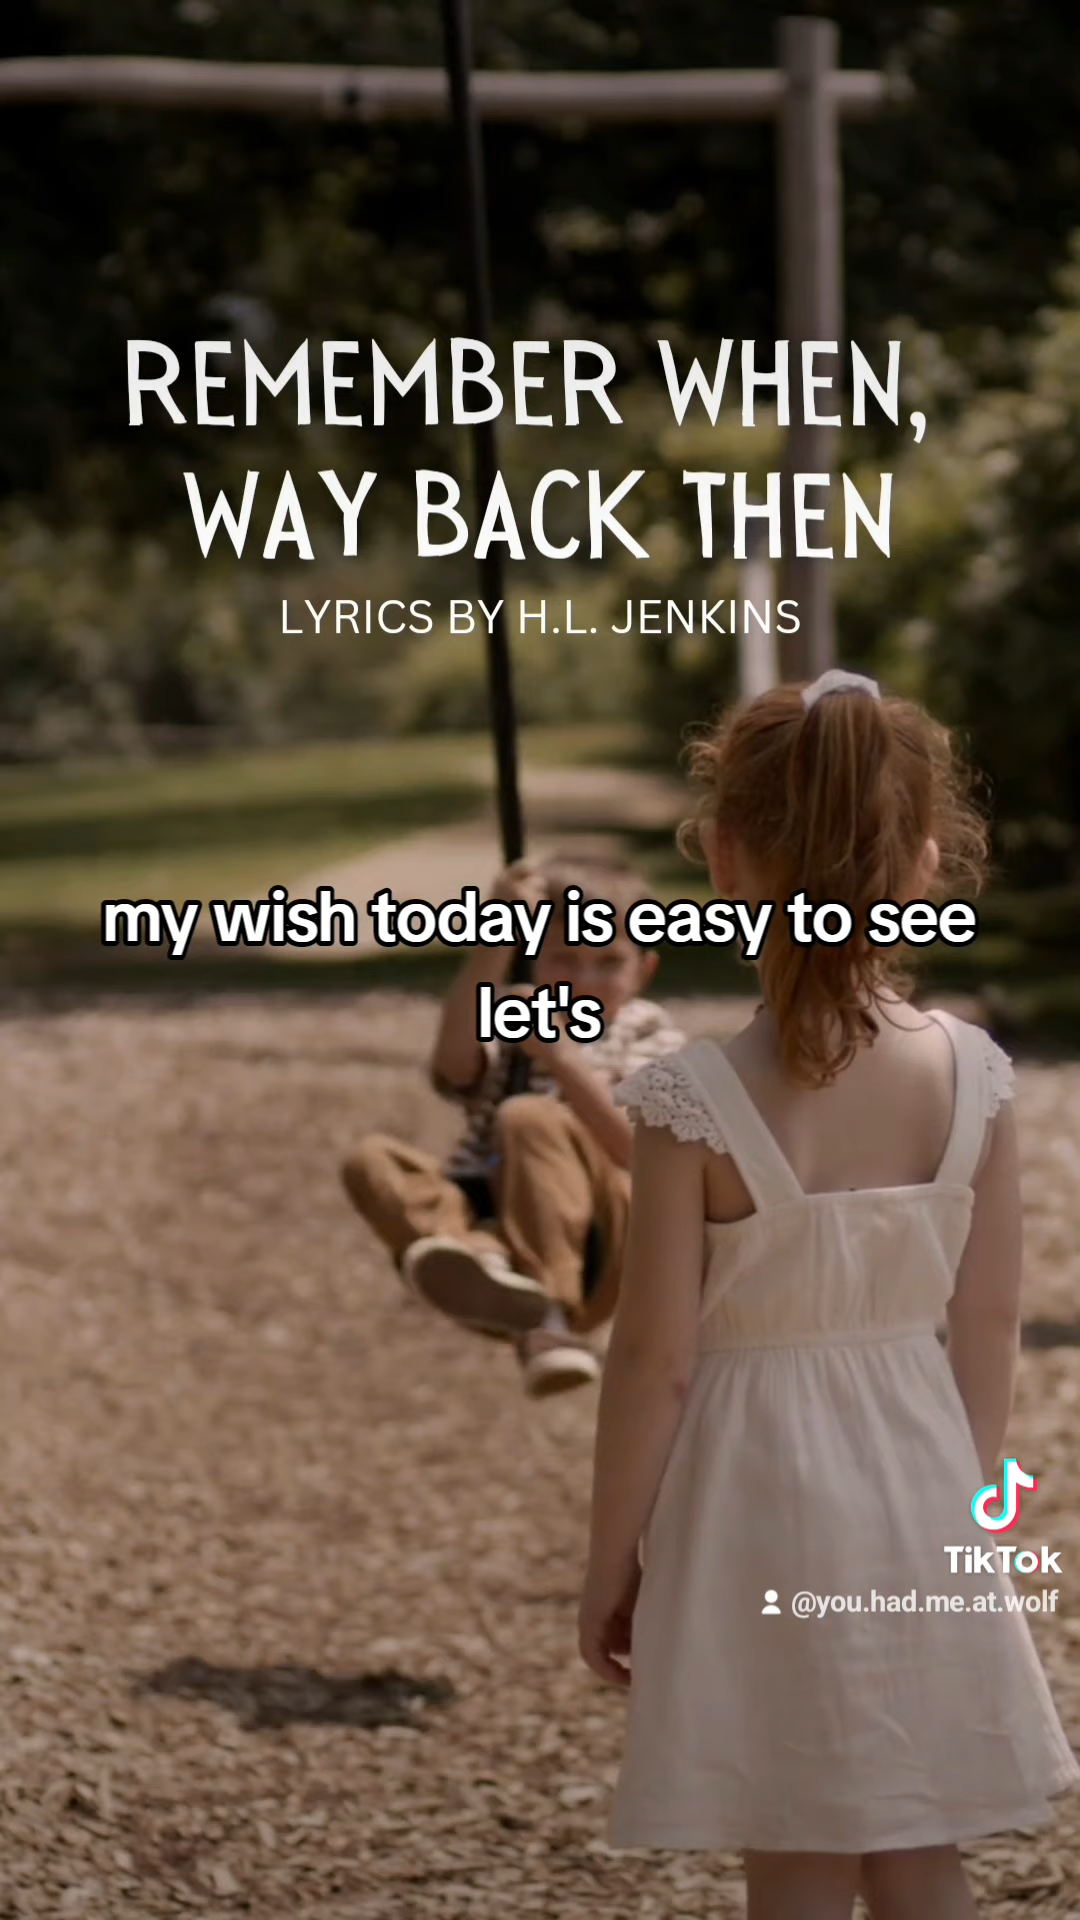 REMEMBER WHEN,
WAY BACK THEN
LYRICS BY H.L. JENKINS
my wish today is easy to see
let's
TikTok
@you.had.me.at.wolf